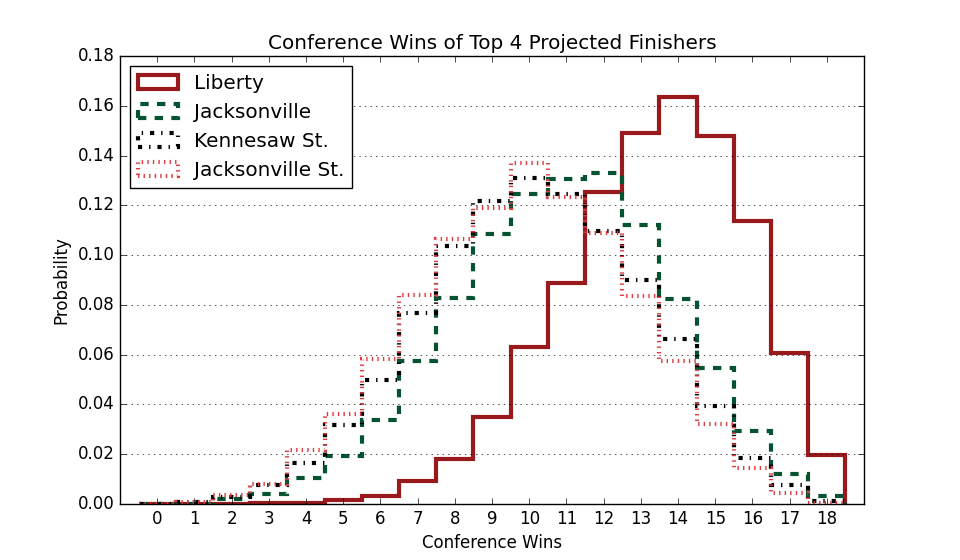 Conference Wins of Top 4 Projected Finishers
0.18
0.16
0.14
0.12
0.10
0.08
0.06
0.04
0.02
0.00
Probability
Liberty
Jacksonville
Kennesaw St.
Jacksonville St.
0 1 2 3 4 5 6 7 8 9 10 11 12 13 14 15 16 17 18
Conference Wins